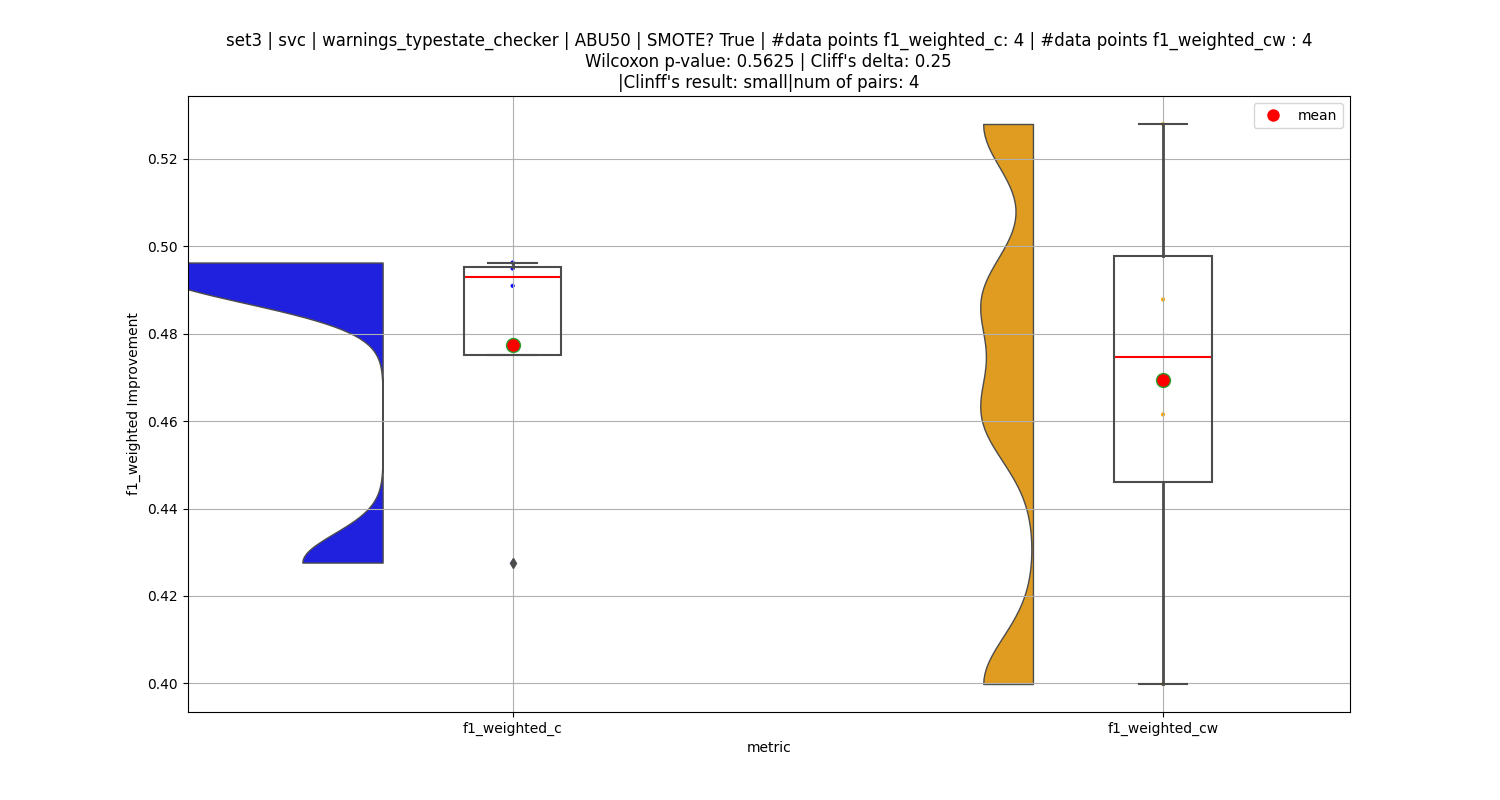 set3 | svc | warnings_typestate_checker | ABU50 | SMOTE? True | #data points f1_weighted_c: 4 | #data points f1_weighted_cw : 4
Wilcoxon p-value: 0.5625 | Cliff's delta: 0.25
|Clinff's result: small|num of pairs: 4
mean
0.52
0.50
0.48
0.46
0.44
0.42
0.40
f1_weighted Improvement
f1_weighted_c
f1_weighted_cw
metric